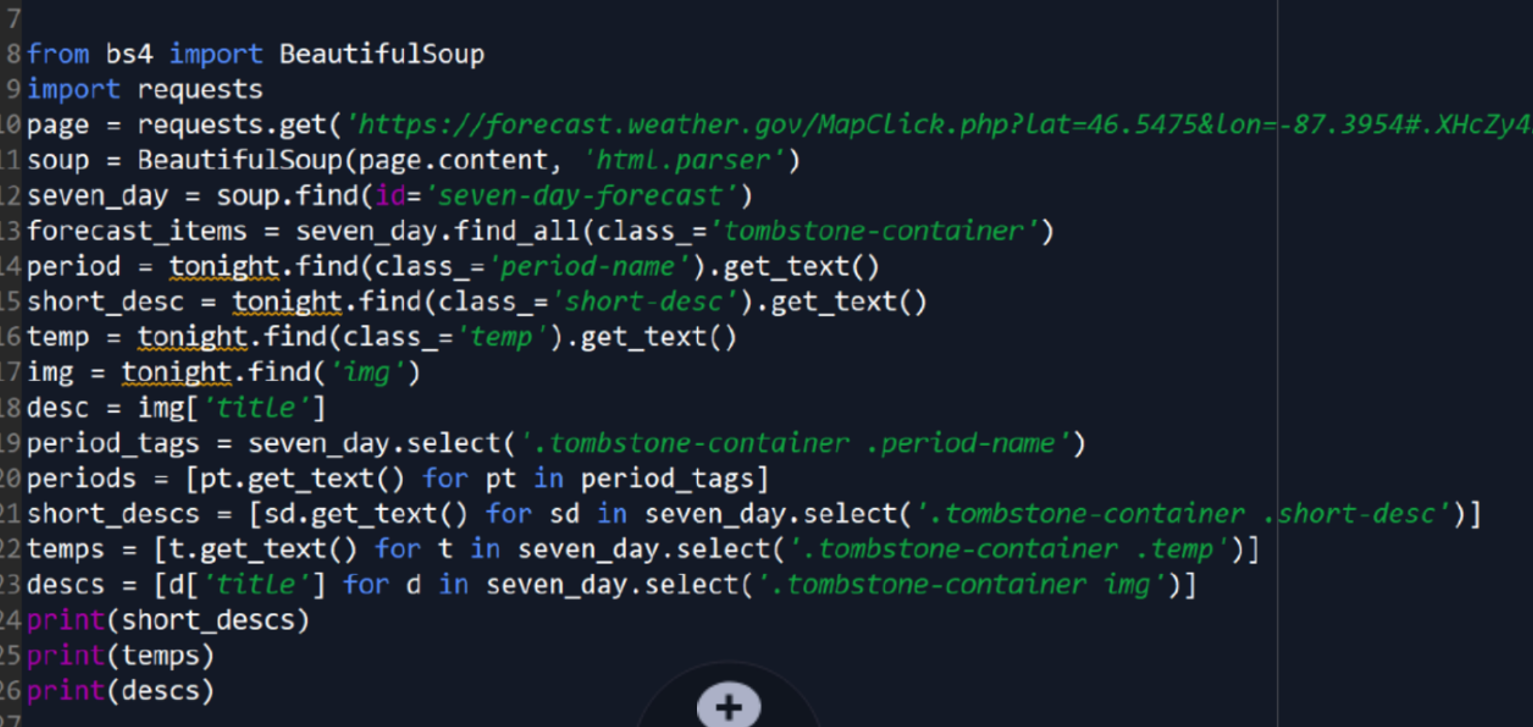 7
8 from bs4 import BeautifulSoup
9 import requests
10 page = requests.get('https://forecast.weather.gov/MapClick.php?lat=46.5475&lon=-87.3954#.XHcZy4
11 soup = BeautifulSoup(page.content, 'html.parser')
12 seven_day = soup.find(id='seven-day-forecast')
13 forecast_items = seven_day.find_all(class_='tombstone-container')
14 period = tonight.find(class_='period-name').get_text()
15 short_desc = tonight.find(class_='short-desc').get_text()
16 temp = tonight.find(class_='temp').get_text()
17 img = tonight.find('img')
18 desc = img['title']
19 period_tags = seven_day.select('.tombstone-container .period-name')
20 periods = [pt.get_text() for pt in period_tags]
21 short_descs = [sd.get_text() for sd in seven_day.select('.tombstone-container .short-desc')]
22 temps = [t.get_text() for t in seven_day.select('.tombstone-container .temp')]
23 descs = [d['title'] for d in seven_day.select('.tombstone-container img')]
24 print(short_descs)
25 print(temps)
26 print(descs)
27